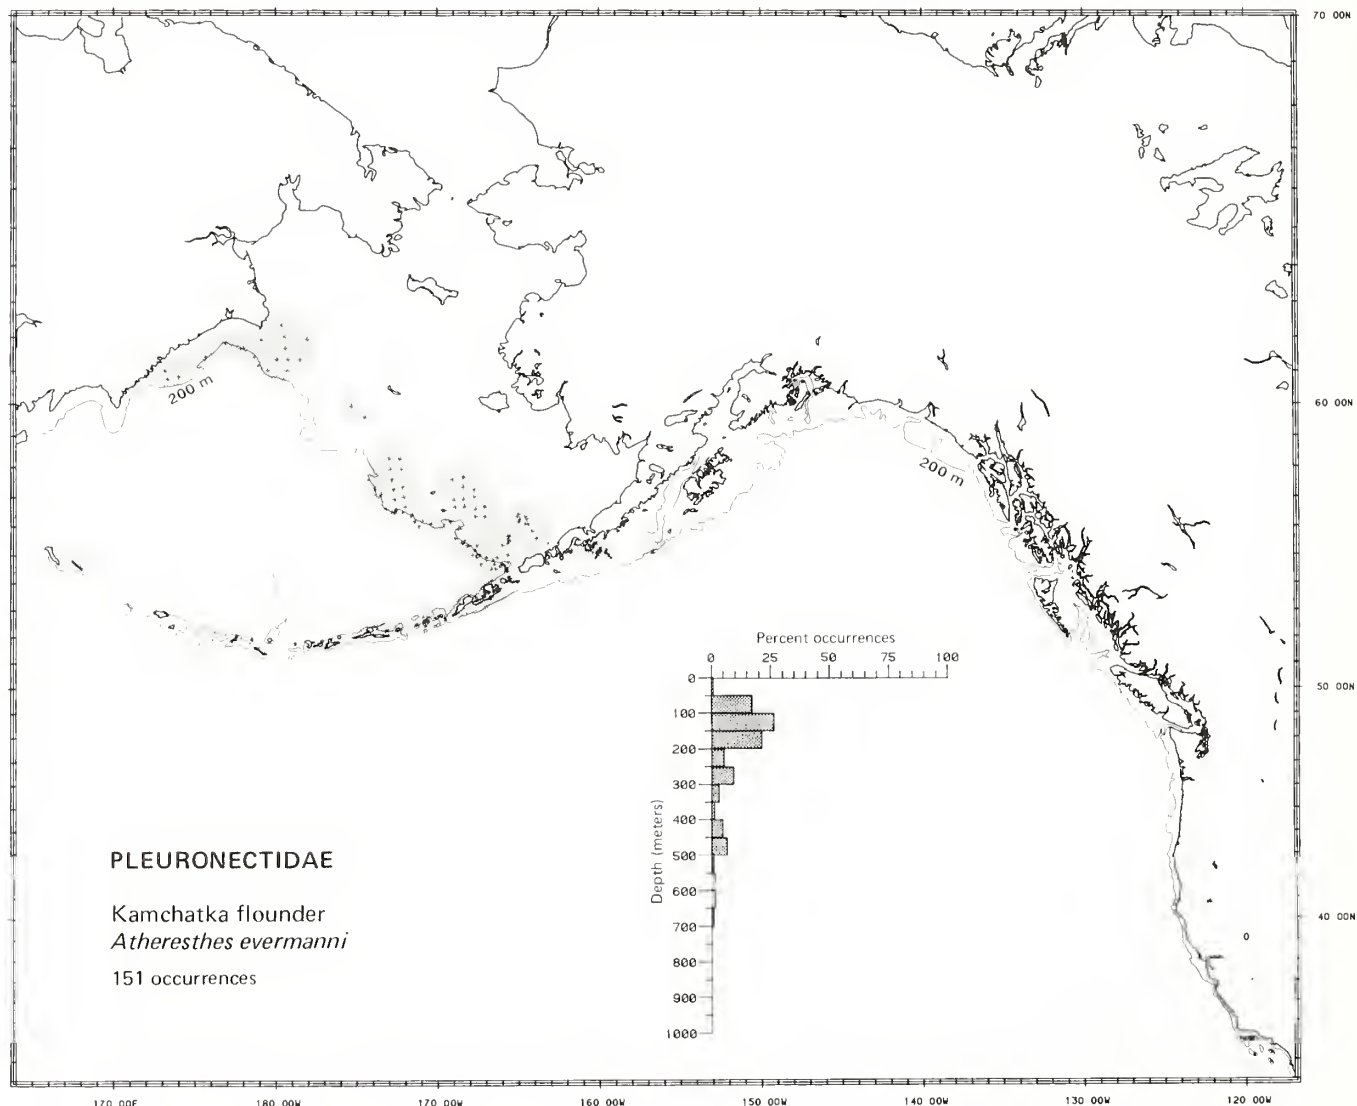 70 00N
200 m
60 00N
200 m
Percent occurrences
0 25 50 75 100
50 00N
0
100
200
300
400
500
600
700
800
900
1000
Depth (meters)
PLEURONECTIDAE
Kamchatka flounder
Atheresthes evermanni
151 occurrences
40 00N
170 00E 180 00W 170 00W 160 00W 150 00W 140 00W 130 00W 120 00W